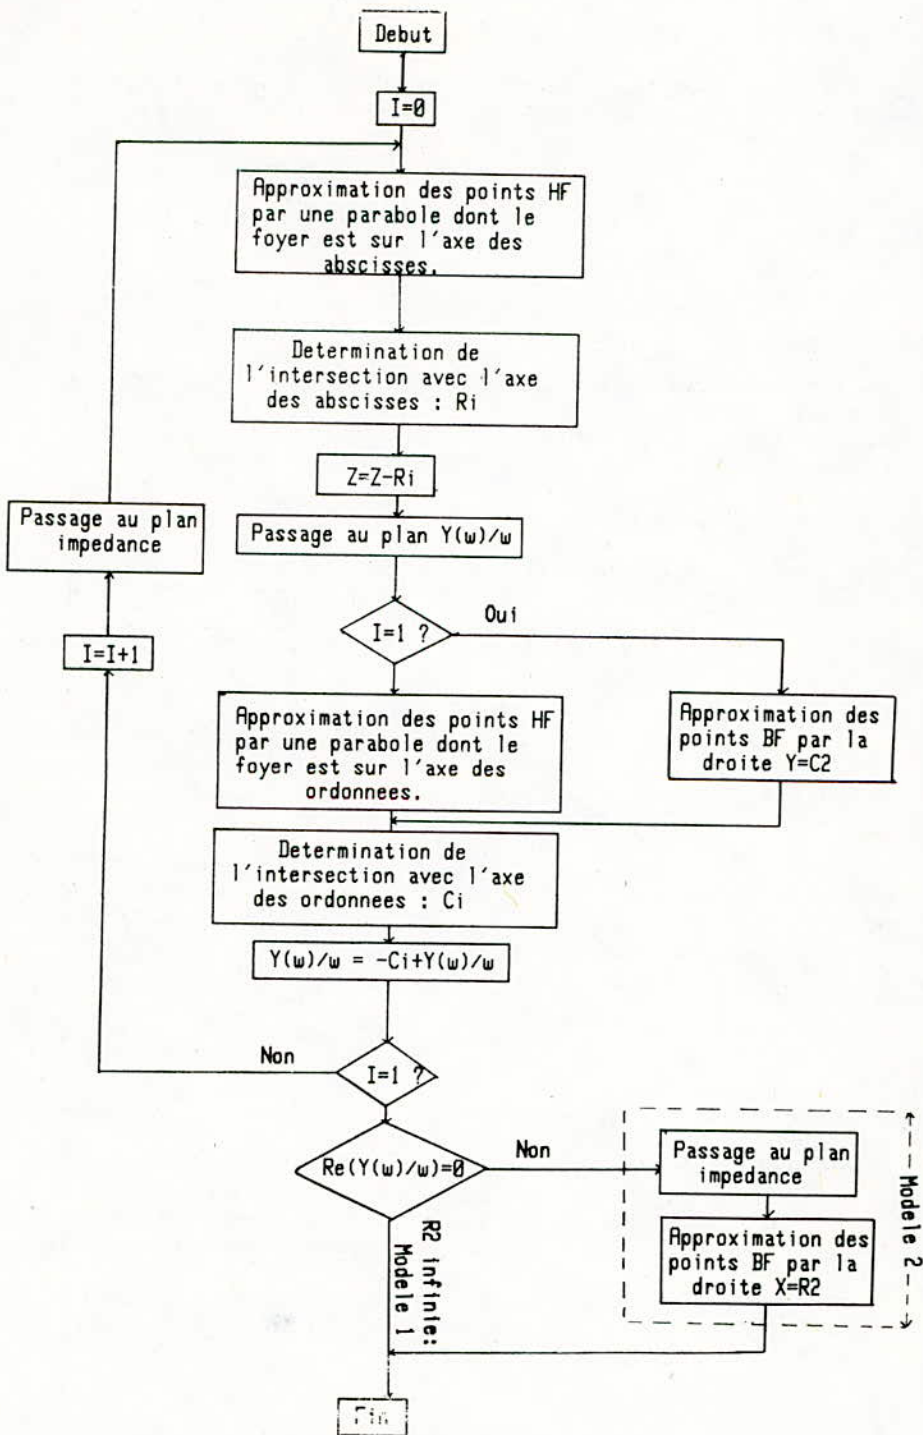 Debut
I=0
Approximation des points HF
par une parabole dont le
foyer est sur l'axe des
abscisses.
Determination de
l'intersection avec l'axe
des abscisses : Ri
Z=Z-Ri
Passage au plan
impedance
Passage au plan Y(ω)/ω
I=1 ?
Oui
I=I+1
Approximation des points HF
par une parabole dont le
foyer est sur l'axe des
ordonnees.
Approximation des
points BF par la
droite Y=C2
Determination de
l'intersection avec l'axe
des ordonnees : Ci
Y(ω)/ω = -Ci+Y(ω)/ω
Non
I=1 ?
Re(Y(ω)/ω)=0
Non
Passage au plan
impedance
Approximation des
points BF par la
droite X=R2
Modele 2
R2 infinie:
Modele 1
Fin